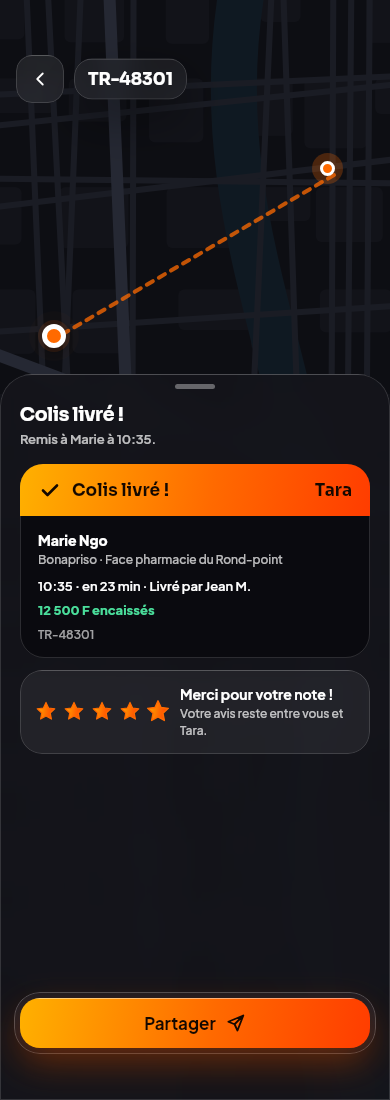 TR-48301
Colis livré !
Remis à Marie à 10:35.
Colis livré ! Tara
Marie Ngo
Bonapriso · Face pharmacie du Rond-point
10:35 · en 23 min · Livré par Jean M.
12 500 F encaissés
TR-48301
Merci pour votre note !
Votre avis reste entre vous et
Tara.
Partager